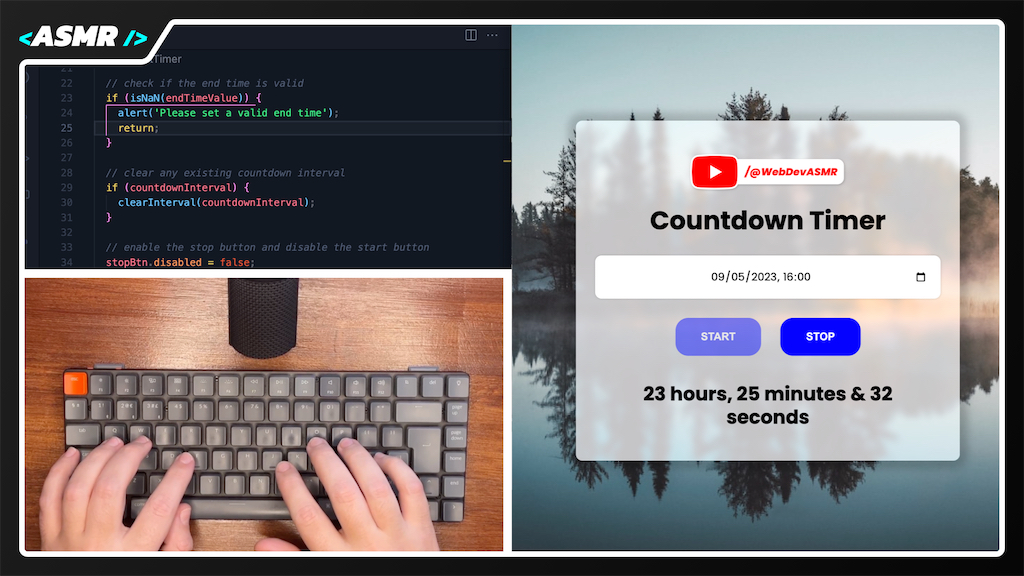 <ASMR />
Timer
22 // check if the end time is valid
23 if (isNaN(endTimeValue)) {
24 alert('Please set a valid end time');
25 return;
26 }
27
28 // clear any existing countdown interval
29 if (countdownInterval) {
30 clearInterval(countdownInterval);
31 }
32
33 // enable the stop button and disable the start button
34 stopBtn.disabled = false;
/@WebDevASMR
Countdown Timer
09/05/2023, 16:00
START STOP
23 hours, 25 minutes & 32
seconds